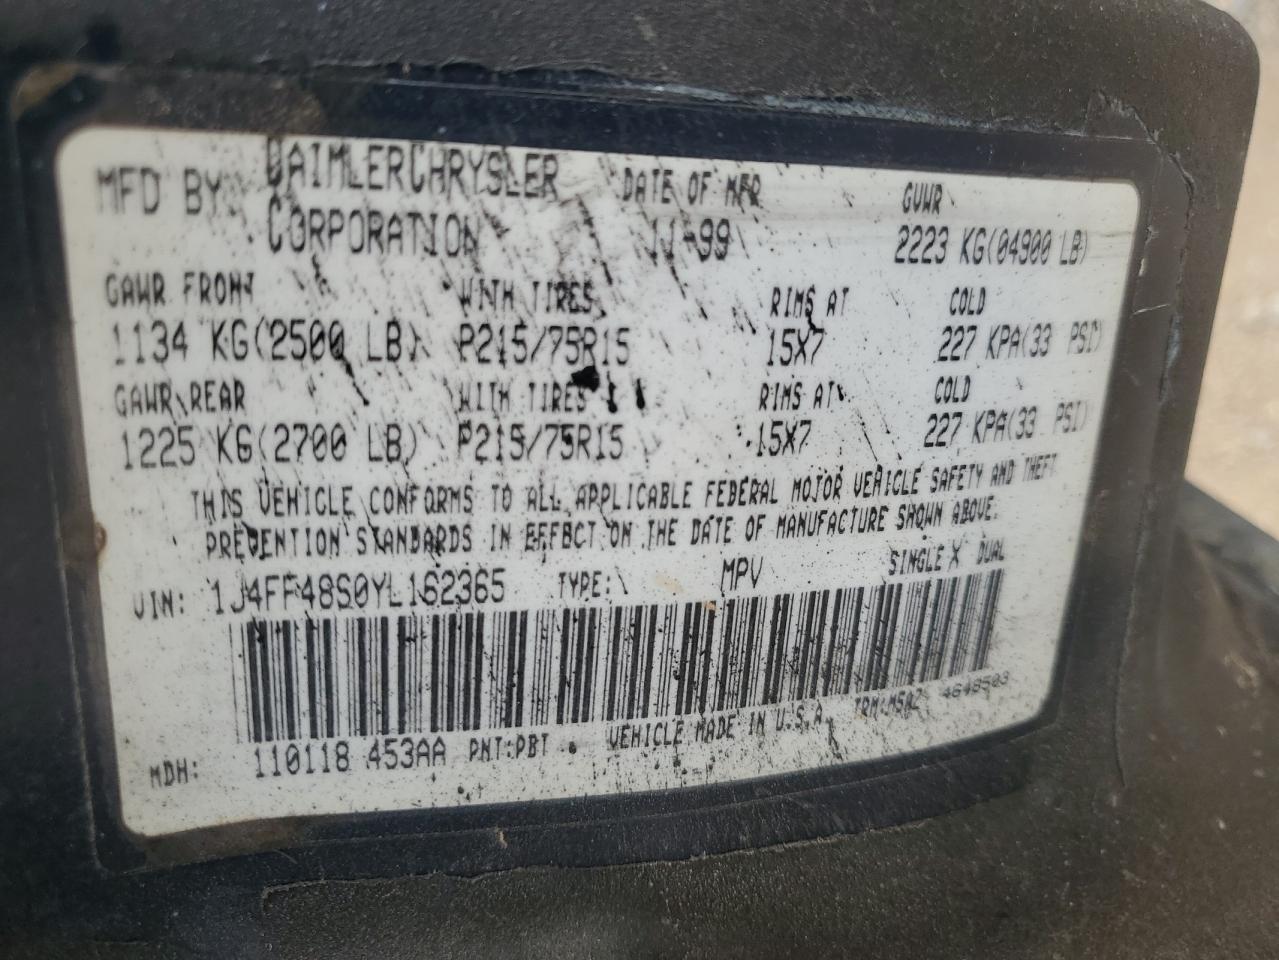 MFD BY DAIMLERCHRYSLER CORPORATION
DATE OF MFR 11-99
GVWR 2223 KG(04900 LB)
GAWR FRONT WITH TIRES RIMS AT COLD
1134 KG(2500 LB) P215/75R15 15X7 227 KPA(33 PSI)
GAWR REAR WITH TIRES RIMS AT COLD
1225 KG(2700 LB) P215/75R15 15X7 227 KPA(33 PSI)
THIS VEHICLE CONFORMS TO ALL APPLICABLE FEDERAL MOTOR VEHICLE SAFETY AND THEFT
PREVENTION STANDARDS IN EFFECT ON THE DATE OF MANUFACTURE SHOWN ABOVE.
VIN: 1J4FF48S0YL162365 TYPE: MPV SINGLE X DUAL
MDH: 110118 453AA PNT:PBT VEHICLE MADE IN U.S.A. 4648503